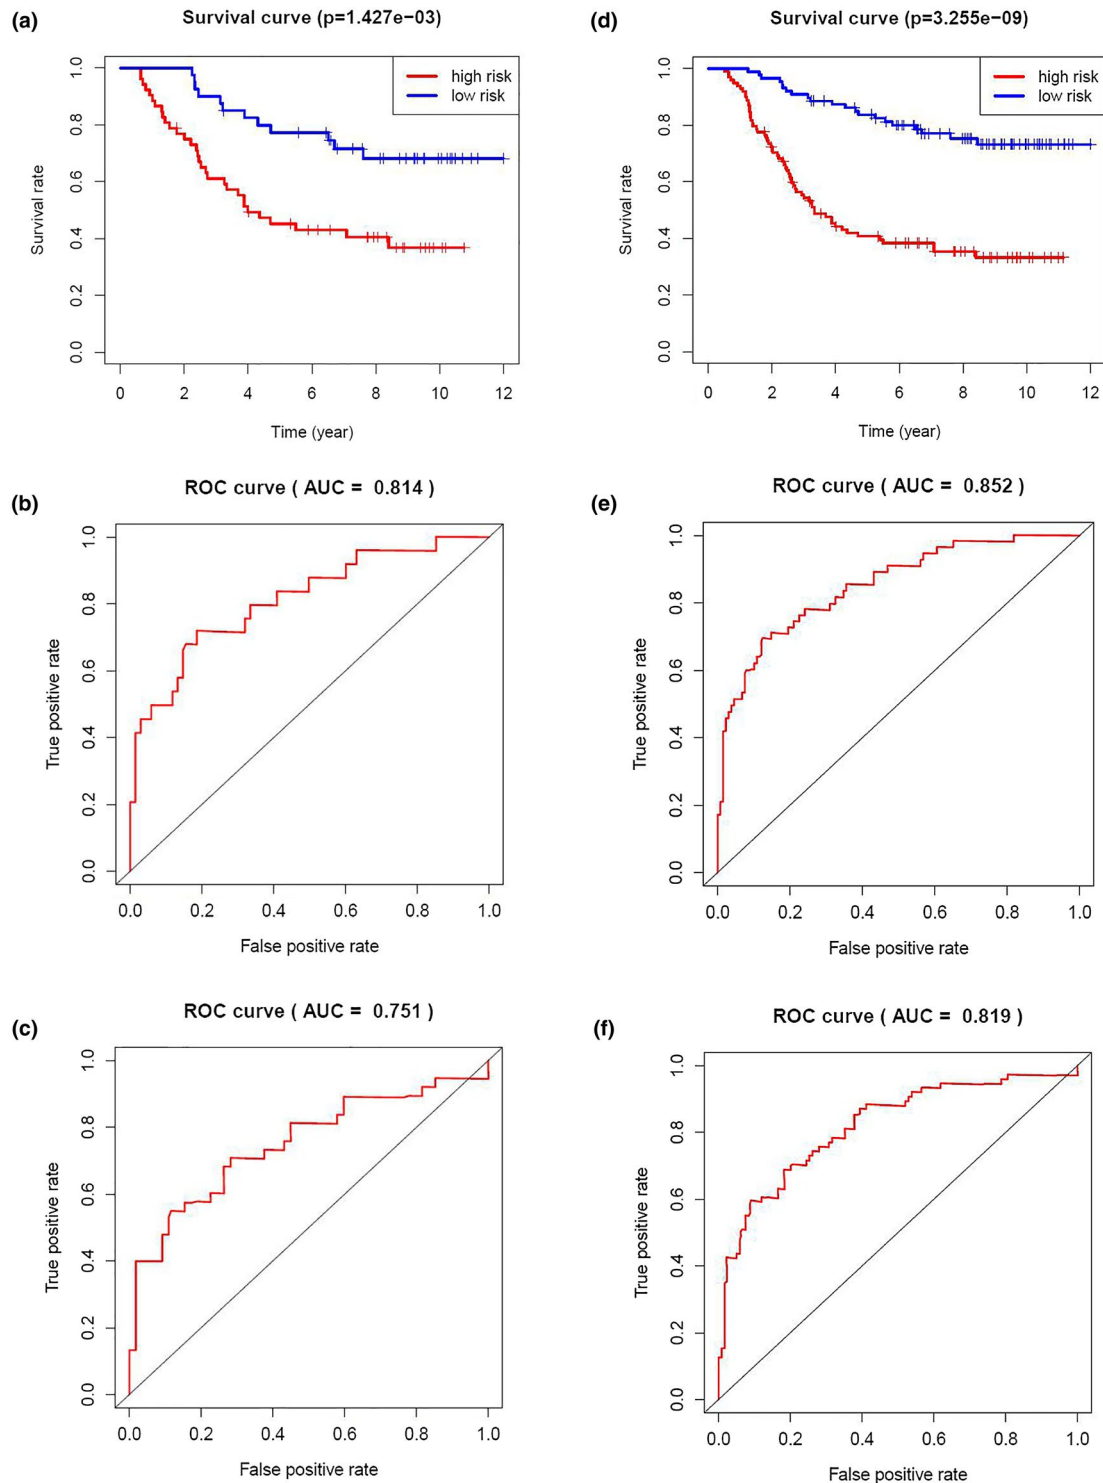 (a)
Survival curve (p=1.427e−03)
high risk
low risk
Survival rate
1.0
0.8
0.6
0.4
0.2
0.0
0 2 4 6 8 10 12
Time (year)
(d)
Survival curve (p=3.255e−09)
high risk
low risk
Survival rate
1.0
0.8
0.6
0.4
0.2
0.0
0 2 4 6 8 10 12
Time (year)
(b)
ROC curve ( AUC = 0.814 )
True positive rate
1.0
0.8
0.6
0.4
0.2
0.0
0.0 0.2 0.4 0.6 0.8 1.0
False positive rate
(e)
ROC curve ( AUC = 0.852 )
True positive rate
1.0
0.8
0.6
0.4
0.2
0.0
0.0 0.2 0.4 0.6 0.8 1.0
False positive rate
(c)
ROC curve ( AUC = 0.751 )
True positive rate
1.0
0.8
0.6
0.4
0.2
0.0
0.0 0.2 0.4 0.6 0.8 1.0
False positive rate
(f)
ROC curve ( AUC = 0.819 )
True positive rate
1.0
0.8
0.6
0.4
0.2
0.0
0.0 0.2 0.4 0.6 0.8 1.0
False positive rate